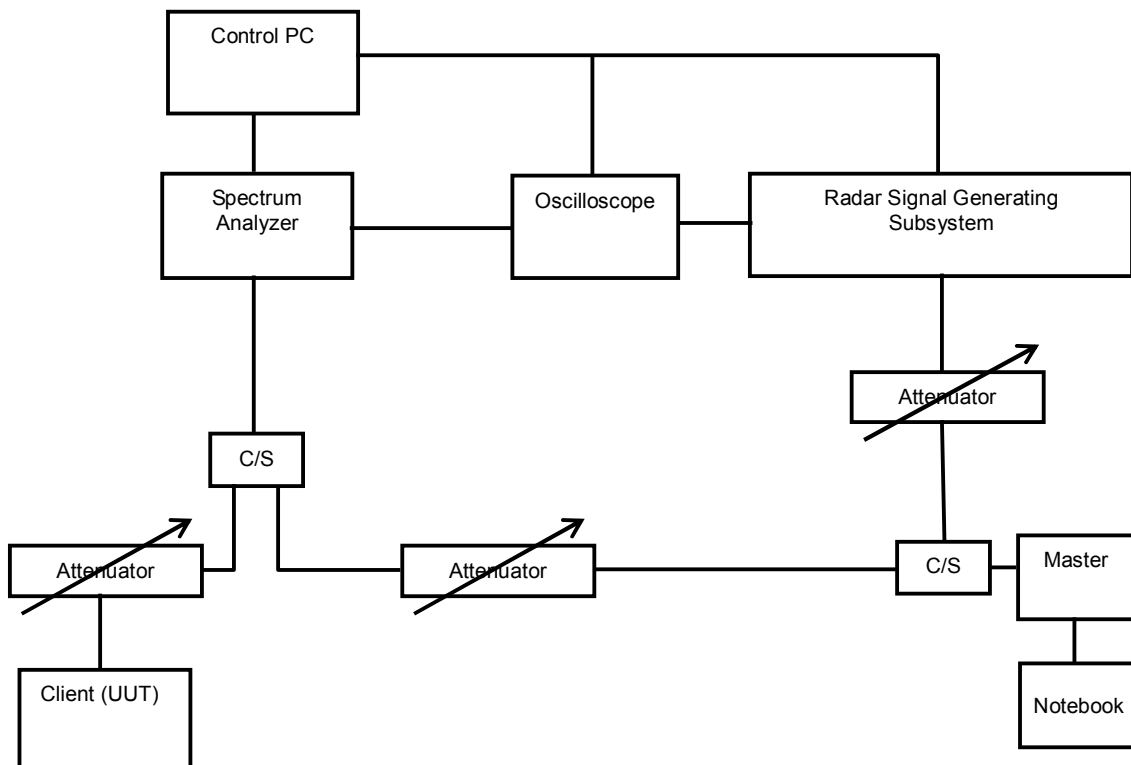 Control PC
Spectrum
Analyzer
Oscilloscope
Radar Signal Generating
Subsystem
Attenuator
C/S
Attenuator
Attenuator
C/S
Master
Client (UUT)
Notebook